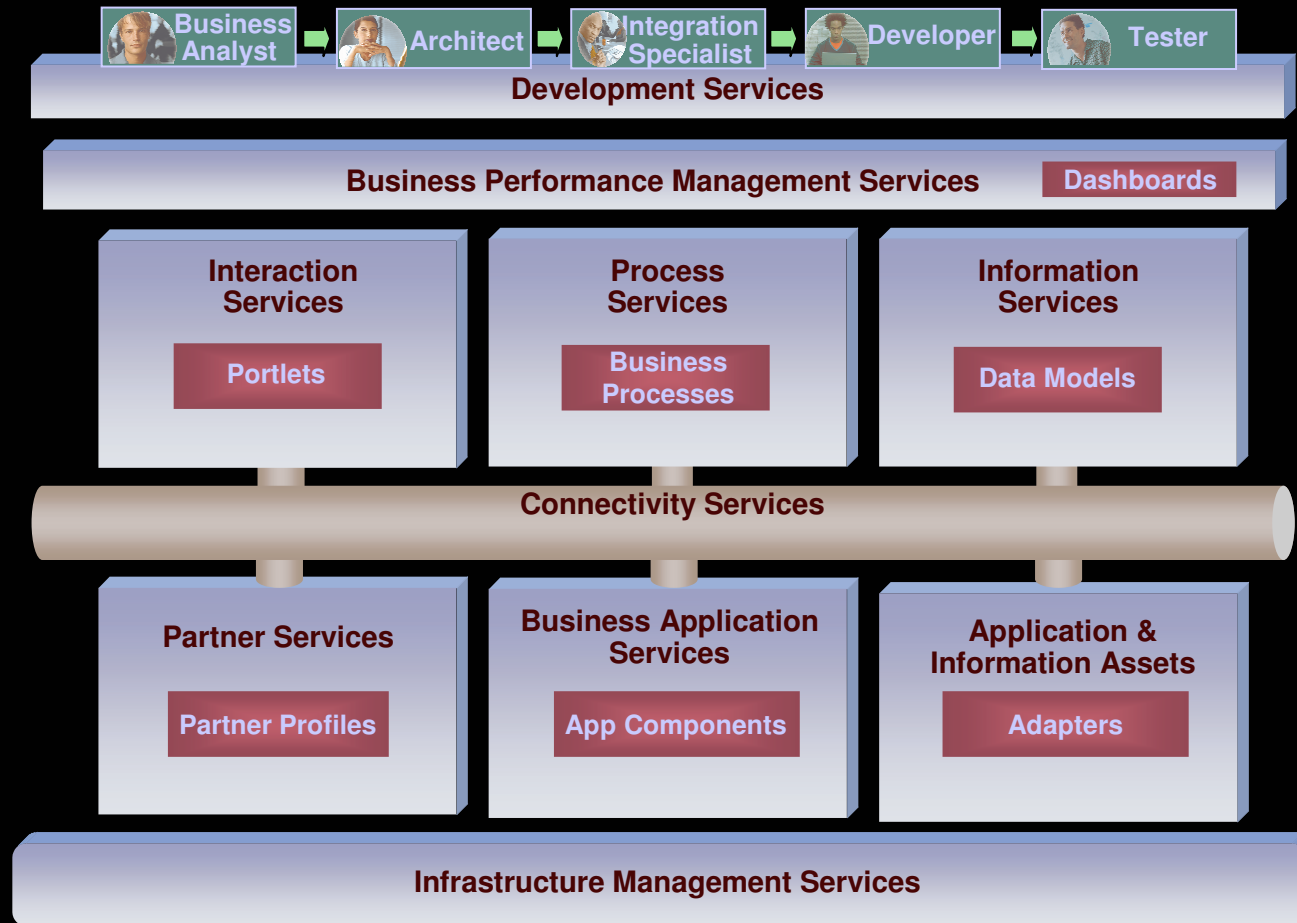 Business
Analyst
Architect
Integration
Specialist
Developer
Tester
Development Services
Business Performance Management Services
Dashboards
Interaction
Services
Portlets
Process
Services
Business
Processes
Information
Services
Data Models
Connectivity Services
Partner Services
Partner Profiles
Business Application
Services
App Components
Application &
Information Assets
Adapters
Infrastructure Management Services